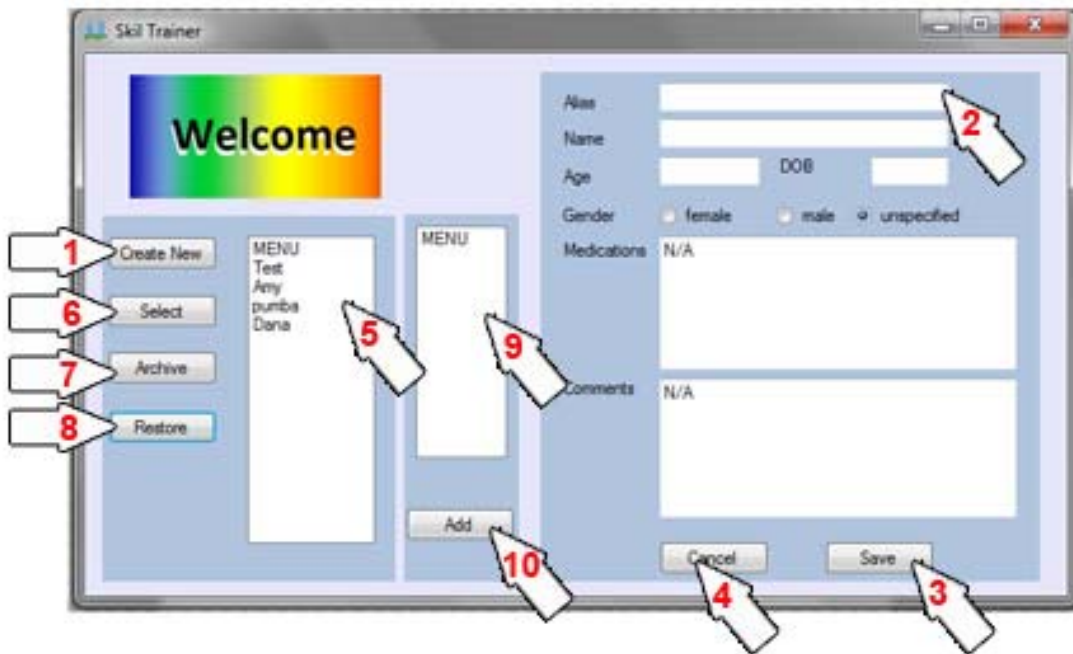 Skil Trainer
Welcome
1
Create New
6
Select
7
Archive
8
Restore
MENU
Test
Amy
pumba
Dana
5
MENU
9
Add
10
Alias
2
Name
Age
DOB
Gender
female
male
unspecified
Medications
N/A
Comments
N/A
Cancel
4
Save
3